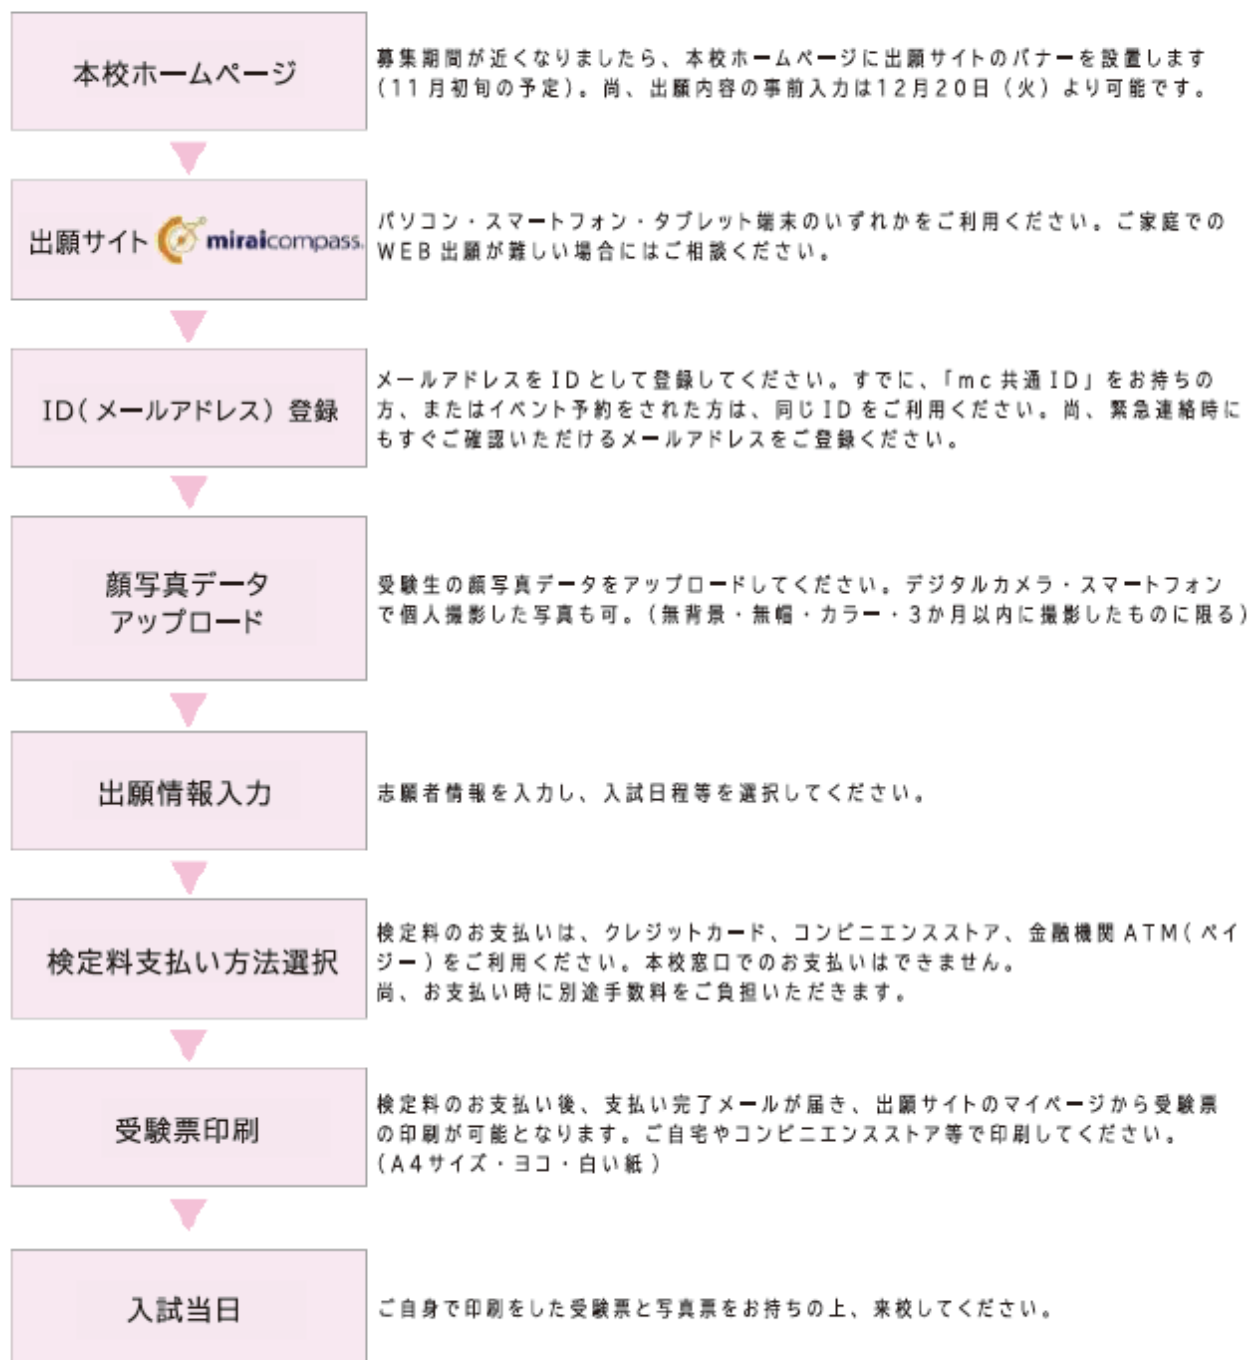 本校ホームページ
募集期間が近くなりましたら、本校ホームページに出願サイトのバナーを設置します
(11月初旬の予定)。尚、出願内容の事前入力は12月20日(火)より可能です。
出願サイト miraicompass.
パソコン・スマートフォン・タブレット端末のいずれかをご利用ください。ご家庭での
WEB出願が難しい場合にはご相談ください。
ID(メールアドレス)登録
メールアドレスをIDとして登録してください。すでに、「mc共通ID」をお持ちの
方、またはイベント予約をされた方は、同じIDをご利用ください。尚、緊急連絡時に
もすぐご確認いただけるメールアドレスをご登録ください。
顔写真データ
アップロード
受験生の顔写真データをアップロードしてください。デジタルカメラ・スマートフォン
で個人撮影した写真も可。(無背景・無帽・カラー・3か月以内に撮影したものに限る)
出願情報入力
志願者情報を入力し、入試日程等を選択してください。
検定料支払い方法選択
検定料のお支払いは、クレジットカード、コンビニエンスストア、金融機関ATM(ペイ
ジー)をご利用ください。本校窓口でのお支払いはできません。
尚、お支払い時に別途手数料をご負担いただきます。
受験票印刷
検定料のお支払い後、支払い完了メールが届き、出願サイトのマイページから受験票
の印刷が可能となります。ご自宅やコンビニエンスストア等で印刷してください。
(A4サイズ・ヨコ・白い紙)
入試当日
ご自身で印刷をした受験票と写真票をお持ちの上、来校してください。